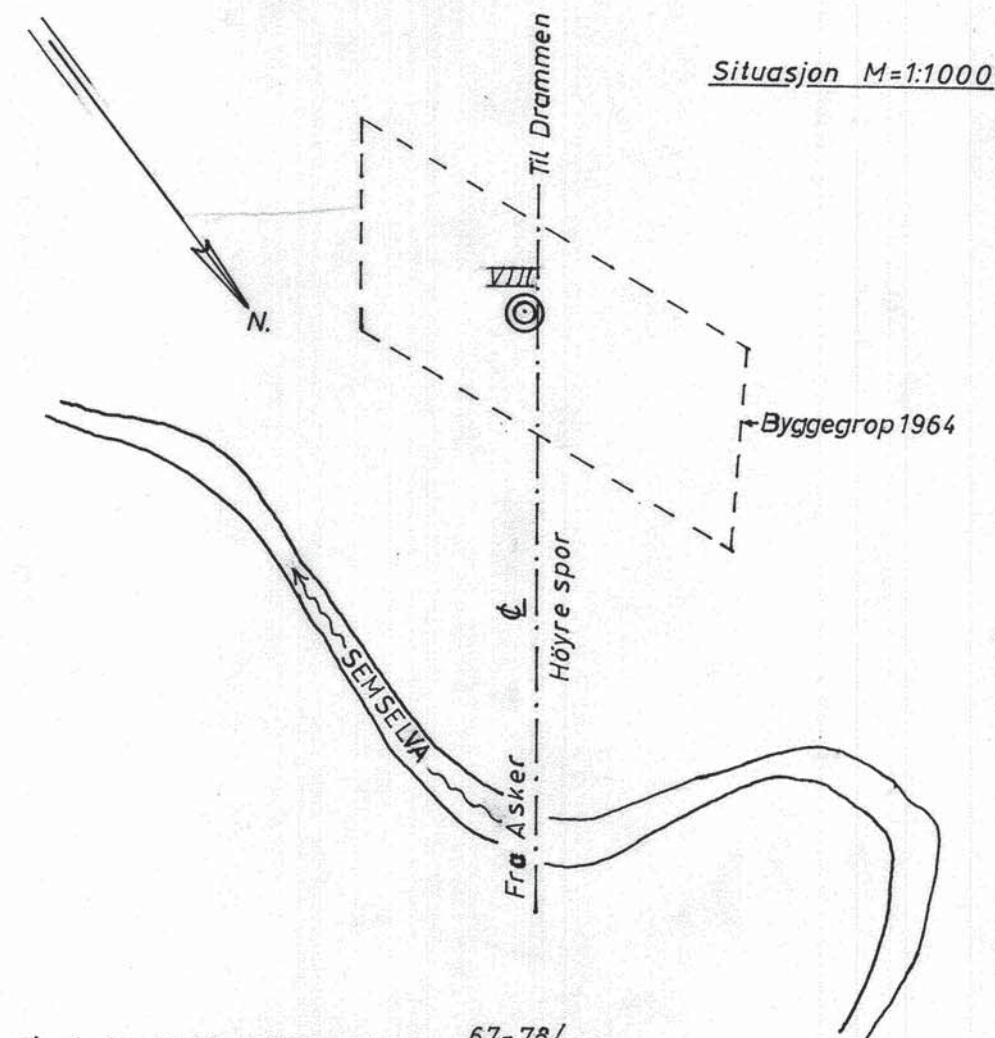 Situasjon M=1:1000
Til Drammen
N.
VIII
Byggegrop 1964
Höyre spor
SEMSELVA
Fra Asker
67-78/